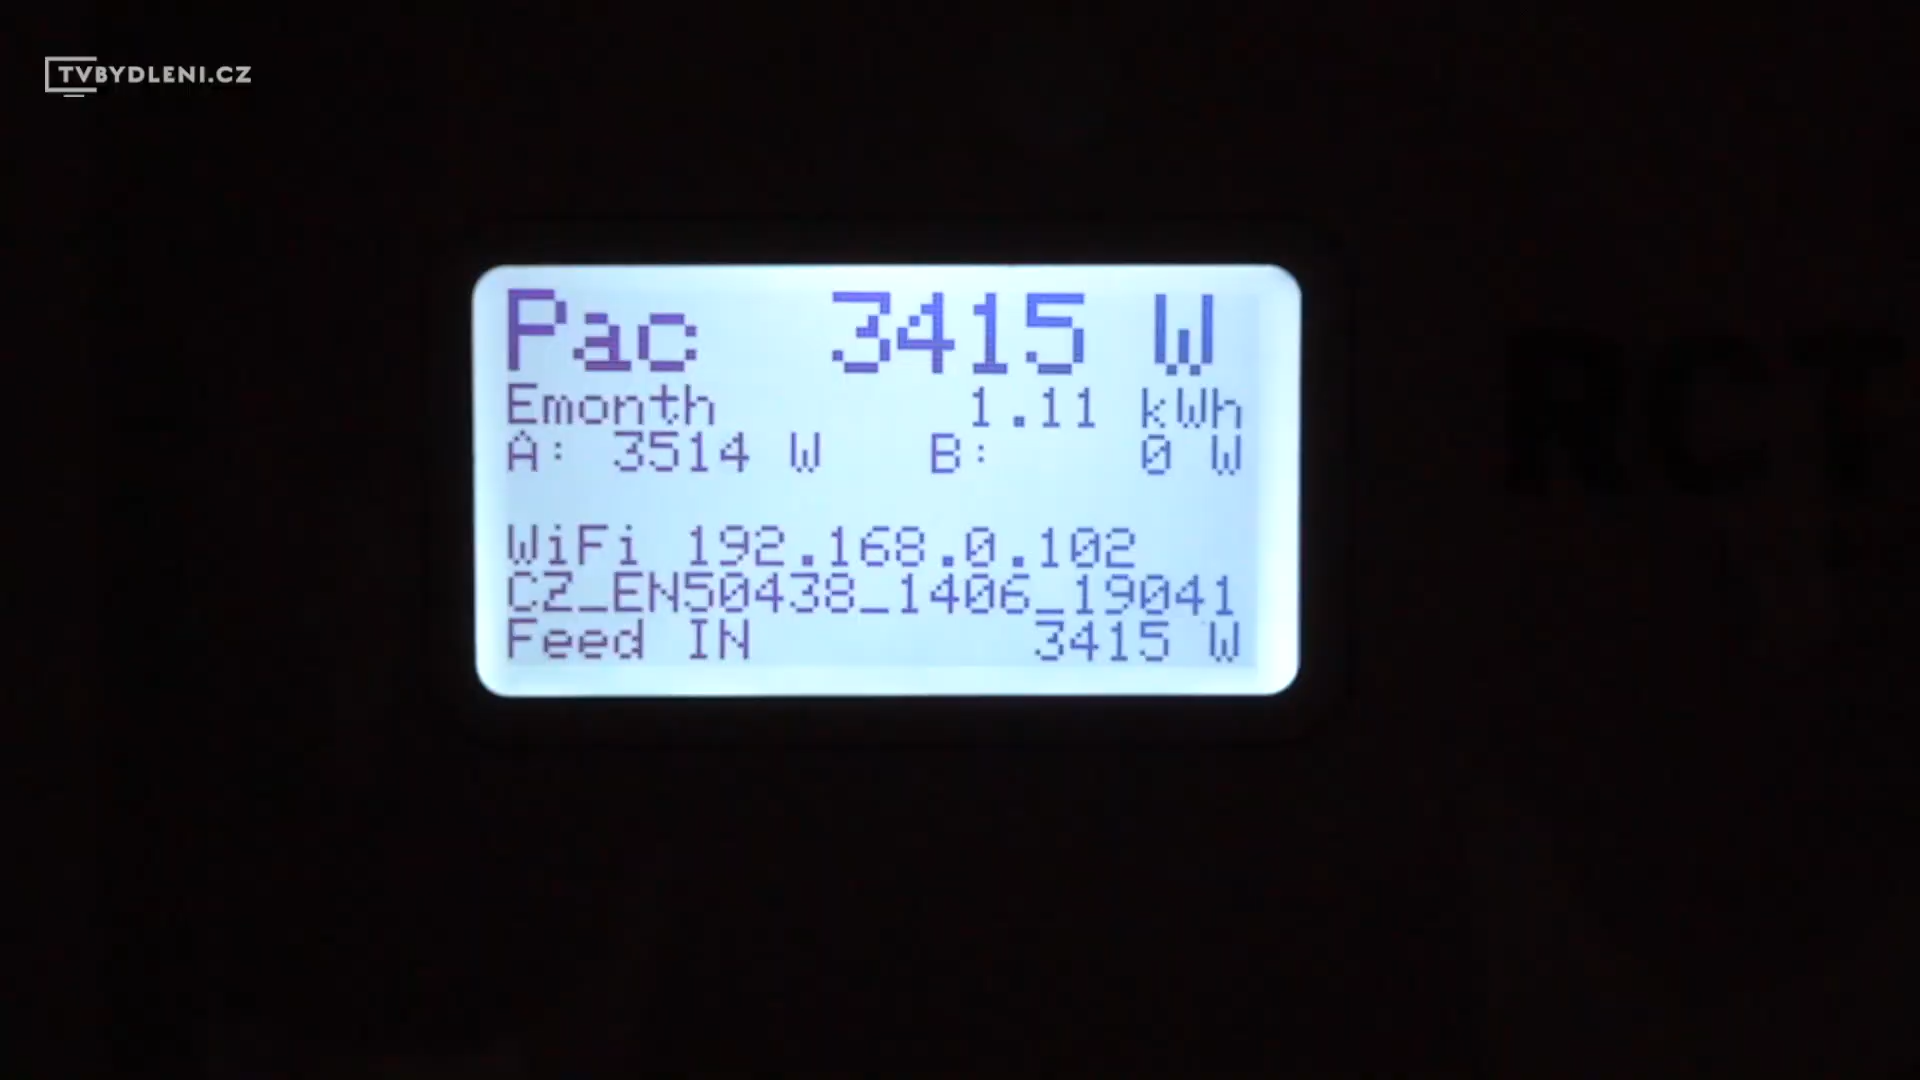 TVBYDLENI.CZ
Pac 3415 W
Emonth 1.11 kWh
A: 3514 W B: 0 W
WiFi 192.168.0.102
CZ_EN50438_1406_19041
Feed IN 3415 W
RCT